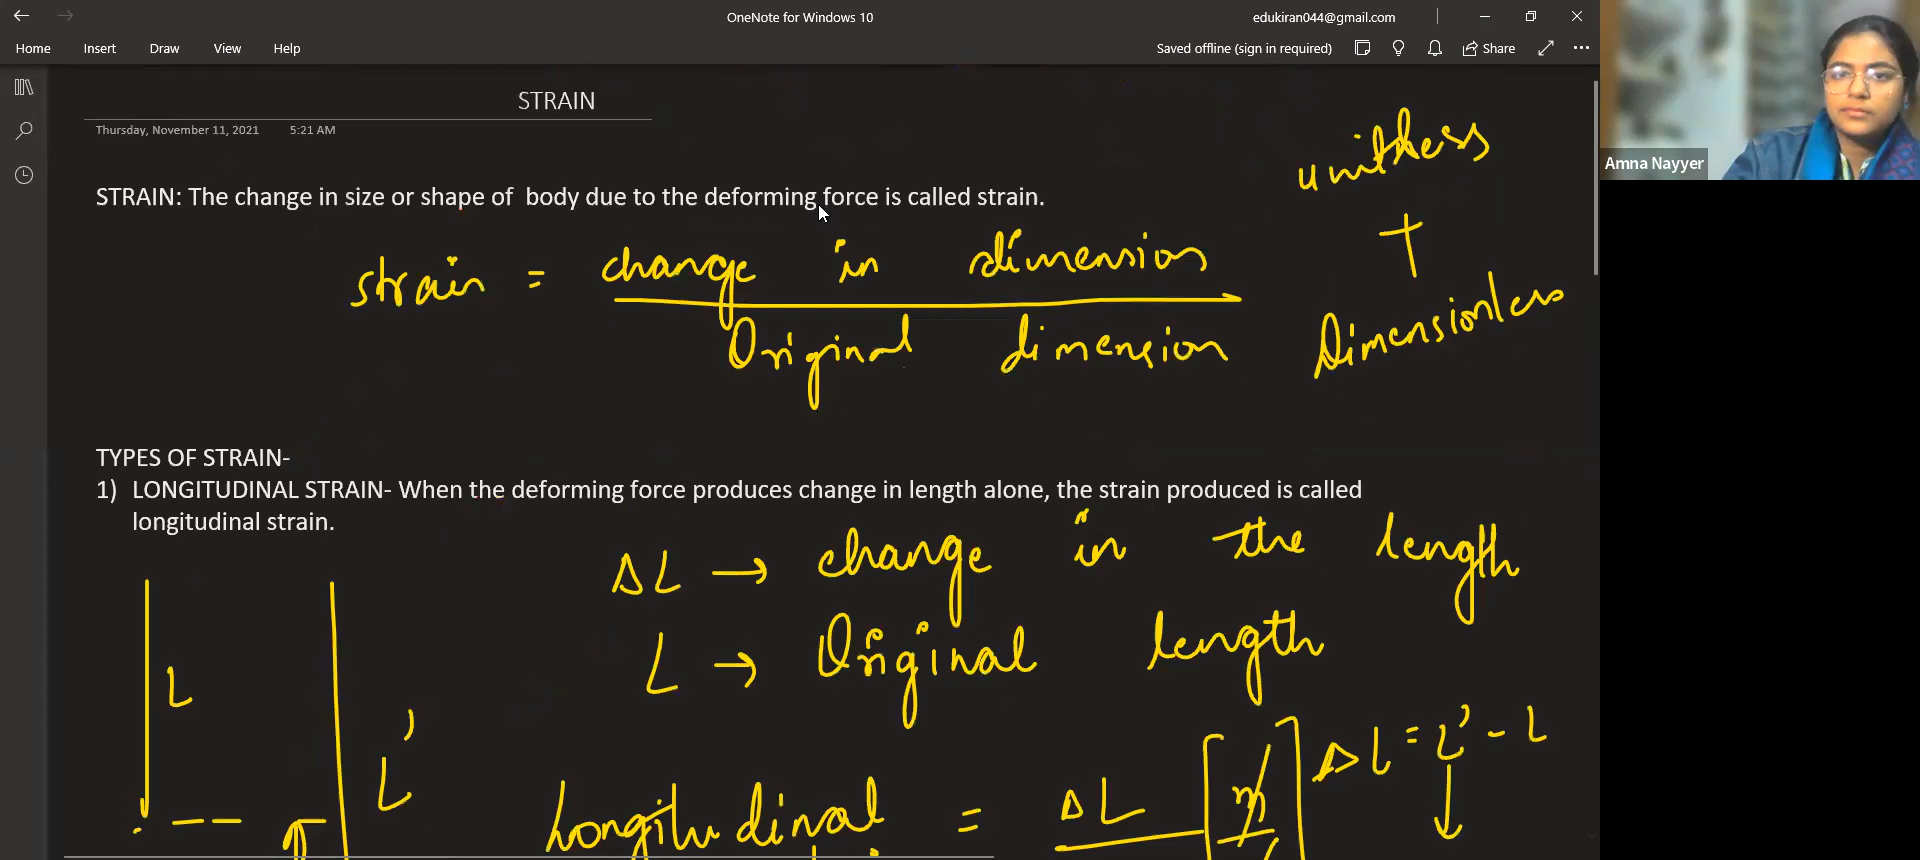 OneNote for Windows 10
edukiran044@gmail.com
Home Insert Draw View Help
Saved offline (sign in required) Share
Amna Nayyer
STRAIN
Thursday, November 11, 2021 5:21 AM
unitless
STRAIN: The change in size or shape of body due to the deforming force is called strain.
+
strain = change in dimension
Original dimension
Dimensionless
TYPES OF STRAIN-
1) LONGITUDINAL STRAIN- When the deforming force produces change in length alone, the strain produced is called
longitudinal strain.
ΔL → change in the length
L
L → Original length
L'
ΔL = L' - L
Longitudinal = ΔL
m